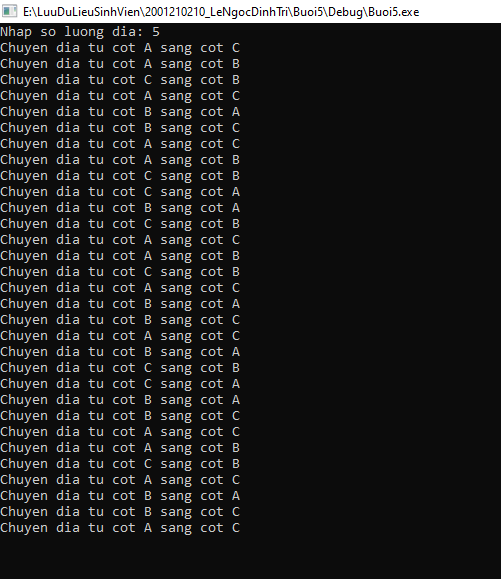 E:\LuuDuLieuSinhVien\2001210210_LeNgocDinhTri\Buoi5\Debug\Buoi5.exe
Nhap so luong dia: 5
Chuyen dia tu cot A sang cot C
Chuyen dia tu cot A sang cot B
Chuyen dia tu cot C sang cot B
Chuyen dia tu cot A sang cot C
Chuyen dia tu cot B sang cot A
Chuyen dia tu cot B sang cot C
Chuyen dia tu cot A sang cot C
Chuyen dia tu cot A sang cot B
Chuyen dia tu cot C sang cot B
Chuyen dia tu cot C sang cot A
Chuyen dia tu cot B sang cot A
Chuyen dia tu cot C sang cot B
Chuyen dia tu cot A sang cot C
Chuyen dia tu cot A sang cot B
Chuyen dia tu cot C sang cot B
Chuyen dia tu cot A sang cot C
Chuyen dia tu cot B sang cot A
Chuyen dia tu cot B sang cot C
Chuyen dia tu cot A sang cot C
Chuyen dia tu cot B sang cot A
Chuyen dia tu cot C sang cot B
Chuyen dia tu cot C sang cot A
Chuyen dia tu cot B sang cot A
Chuyen dia tu cot B sang cot C
Chuyen dia tu cot A sang cot C
Chuyen dia tu cot A sang cot B
Chuyen dia tu cot C sang cot B
Chuyen dia tu cot A sang cot C
Chuyen dia tu cot B sang cot A
Chuyen dia tu cot B sang cot C
Chuyen dia tu cot A sang cot C